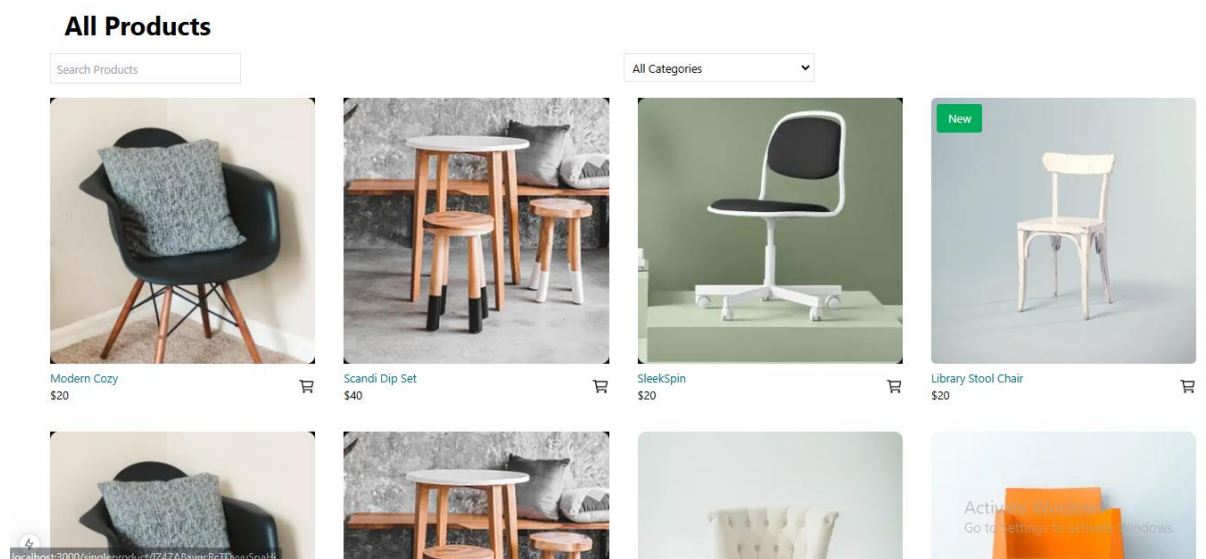 All Products
Search Products
All Categories
New
Modern Cozy
$20
Scandi Dip Set
$40
SleekSpin
$20
Library Stool Chair
$20
Activate Windows
Go to Settings to activate Windows.